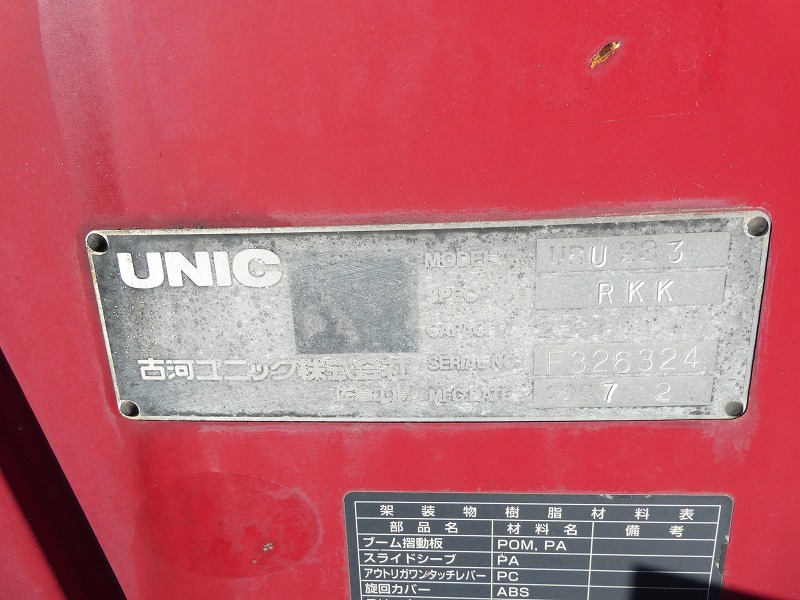 UNIC
MODEL
RKK
CAPACITY
古河ユニック株式会社
SERIAL No. F326324
MFG.DATE 7 2
架装物樹脂材料表
部品名 材料名 備考
ブーム摺動板 POM, PA
スライドシーブ PA
アウトリガワンタッチレバー PC
旋回カバー ABS